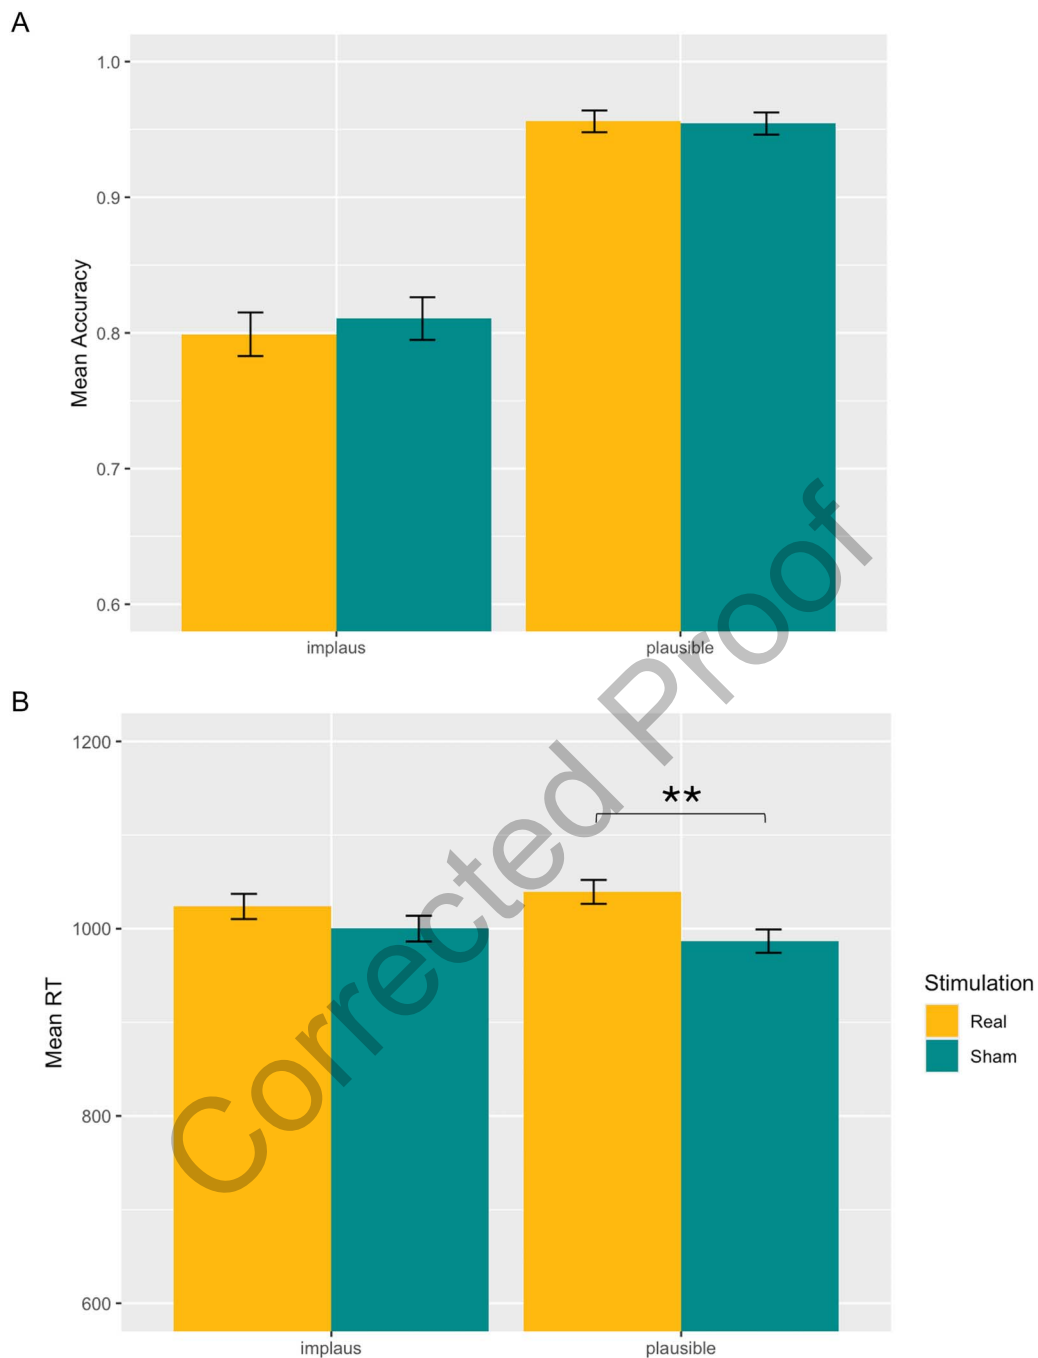 A
1.0
0.9
0.8
0.7
0.6
Mean Accuracy
implaus
plausible
B
**
1200
1000
800
600
Mean RT
implaus
plausible
Stimulation
Real
Sham
Corrected Proof